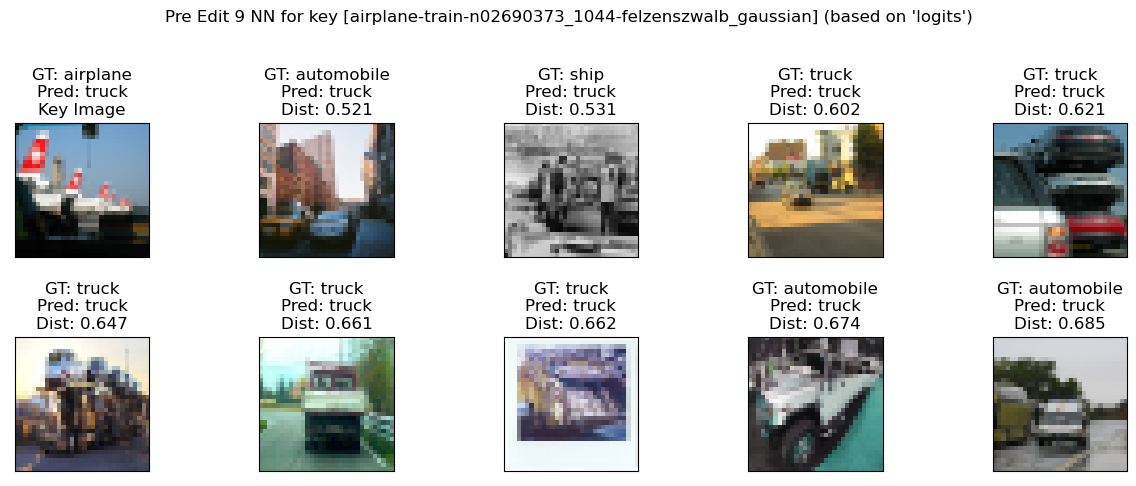 Pre Edit 9 NN for key [airplane-train-n02690373_1044-felzenszwalb_gaussian] (based on 'logits')
GT: airplane
Pred: truck
Key Image
GT: automobile
Pred: truck
Dist: 0.521
GT: ship
Pred: truck
Dist: 0.531
GT: truck
Pred: truck
Dist: 0.602
GT: truck
Pred: truck
Dist: 0.621
GT: truck
Pred: truck
Dist: 0.647
GT: truck
Pred: truck
Dist: 0.661
GT: truck
Pred: truck
Dist: 0.662
GT: automobile
Pred: truck
Dist: 0.674
GT: automobile
Pred: truck
Dist: 0.685